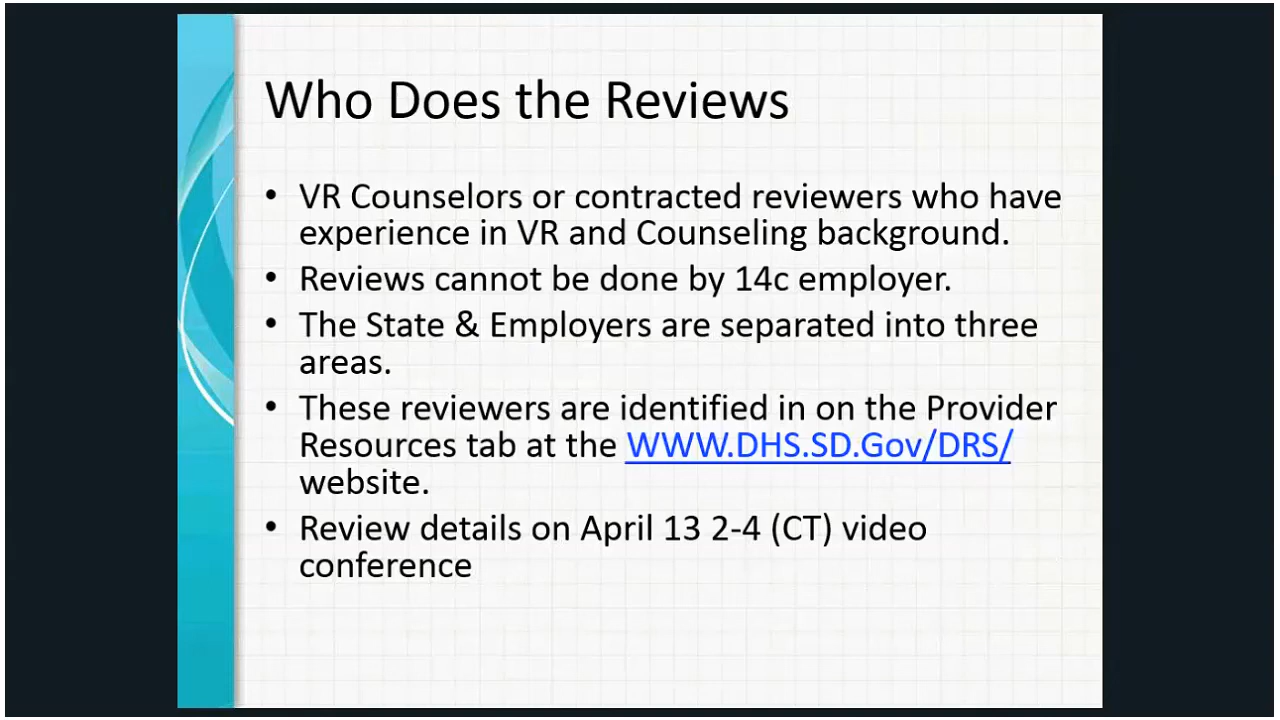 Who Does the Reviews
• VR Counselors or contracted reviewers who have
experience in VR and Counseling background.
• Reviews cannot be done by 14c employer.
• The State & Employers are separated into three
areas.
• These reviewers are identified in on the Provider
Resources tab at the WWW.DHS.SD.Gov/DRS/
website.
• Review details on April 13 2-4 (CT) video
conference